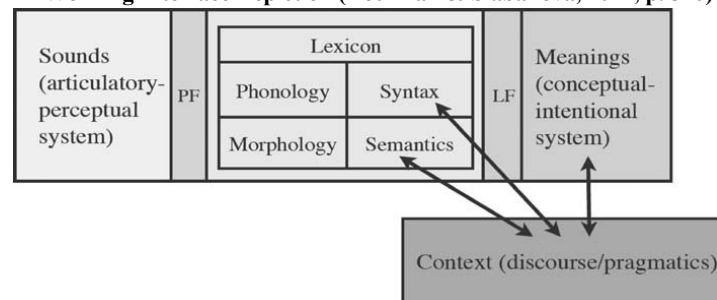 Sounds
(articulatory-
perceptual
system)
PF
Lexicon
Phonology
Syntax
Morphology
Semantics
LF
Meanings
(conceptual-
intentional
system)
Context (discourse/pragmatics)